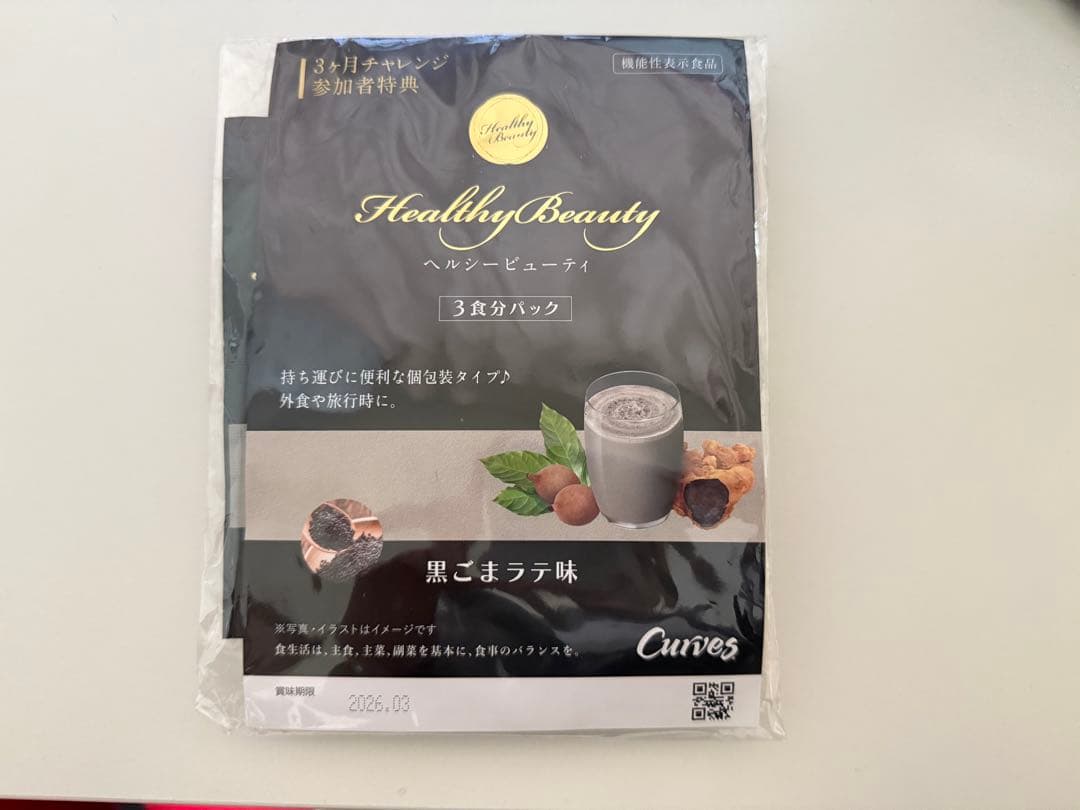 3ヶ月チャレンジ
参加者特典
機能性表示食品
Healthy
Beauty
Healthy Beauty
ヘルシービューティ
3食分パック
持ち運びに便利な個包装タイプ♪
外食や旅行時に。
黒ごまラテ味
※写真・イラストはイメージです
食生活は、主食、主菜、副菜を基本に、食事のバランスを。
Curves
賞味期限
2026.03